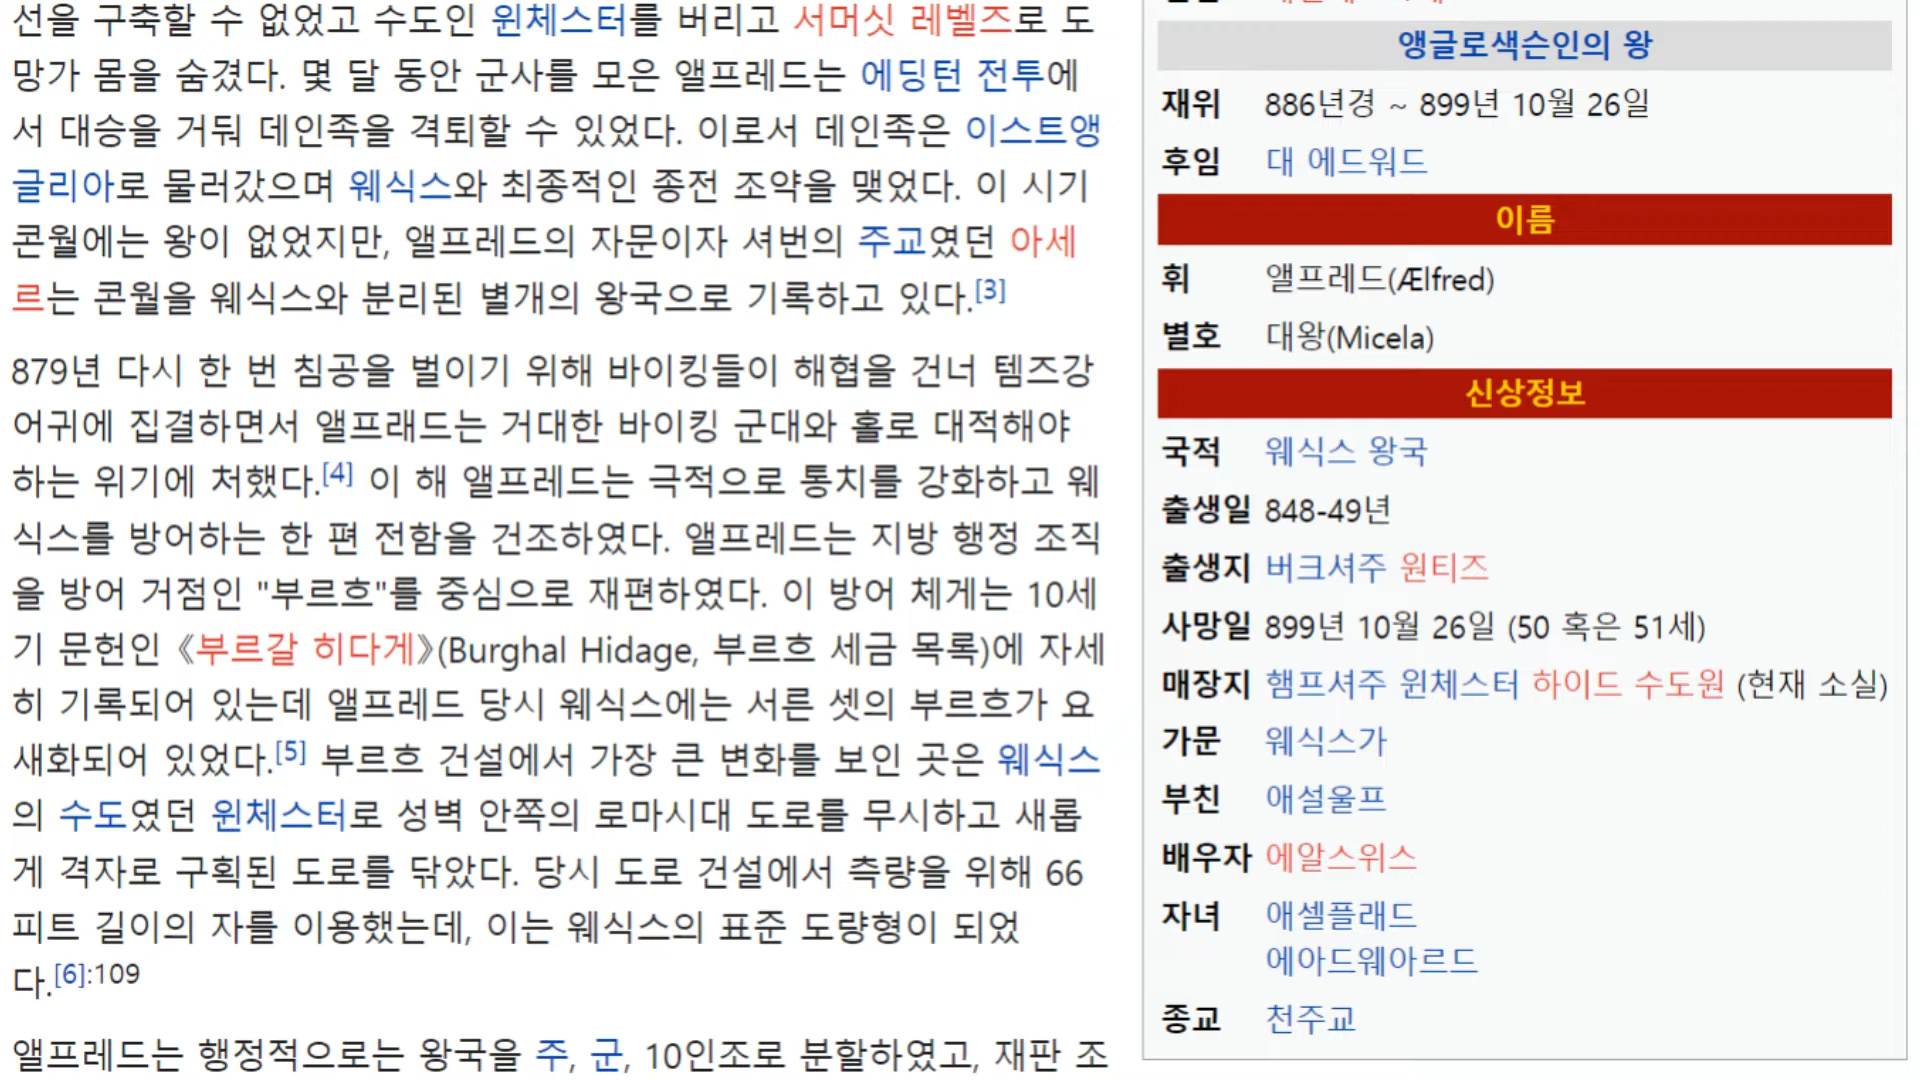 선을 구축할 수 없었고 수도인 윈체스터를 버리고 서머싯 레벨즈로 도
망가 몸을 숨겼다. 몇 달 동안 군사를 모은 앨프레드는 에딩턴 전투에
서 대승을 거둬 데인족을 격퇴할 수 있었다. 이로서 데인족은 이스트앵
글리아로 물러갔으며 웨식스와 최종적인 종전 조약을 맺었다. 이 시기
콘월에는 왕이 없었지만, 앨프레드의 자문이자 셔번의 주교였던 아세
르는 콘월을 웨식스와 분리된 별개의 왕국으로 기록하고 있다.[3]
879년 다시 한 번 침공을 벌이기 위해 바이킹들이 해협을 건너 템즈강
어귀에 집결하면서 앨프래드는 거대한 바이킹 군대와 홀로 대적해야
하는 위기에 처했다.[4] 이 해 앨프레드는 극적으로 통치를 강화하고 웨
식스를 방어하는 한 편 전함을 건조하였다. 앨프레드는 지방 행정 조직
을 방어 거점인 "부르흐"를 중심으로 재편하였다. 이 방어 체게는 10세
기 문헌인 《부르갈 히다게》(Burghal Hidage, 부르흐 세금 목록)에 자세
히 기록되어 있는데 앨프레드 당시 웨식스에는 서른 셋의 부르흐가 요
새화되어 있었다.[5] 부르흐 건설에서 가장 큰 변화를 보인 곳은 웨식스
의 수도였던 윈체스터로 성벽 안쪽의 로마시대 도로를 무시하고 새롭
게 격자로 구획된 도로를 닦았다. 당시 도로 건설에서 측량을 위해 66
피트 길이의 자를 이용했는데, 이는 웨식스의 표준 도량형이 되었
다.[6]:109
앨프레드는 행정적으로는 왕국을 주, 군, 10인조로 분할하였고, 재판 조
앵글로색슨인의 왕
재위 886년경 ~ 899년 10월 26일
후임 대 에드워드
이름
휘 앨프레드(Ælfred)
별호 대왕(Micela)
신상정보
국적 웨식스 왕국
출생일 848-49년
출생지 버크셔주 원티즈
사망일 899년 10월 26일 (50 혹은 51세)
매장지 햄프셔주 윈체스터 하이드 수도원 (현재 소실)
가문 웨식스가
부친 애설울프
배우자 에알스위스
자녀 애셀플래드
에아드웨아르드
종교 천주교